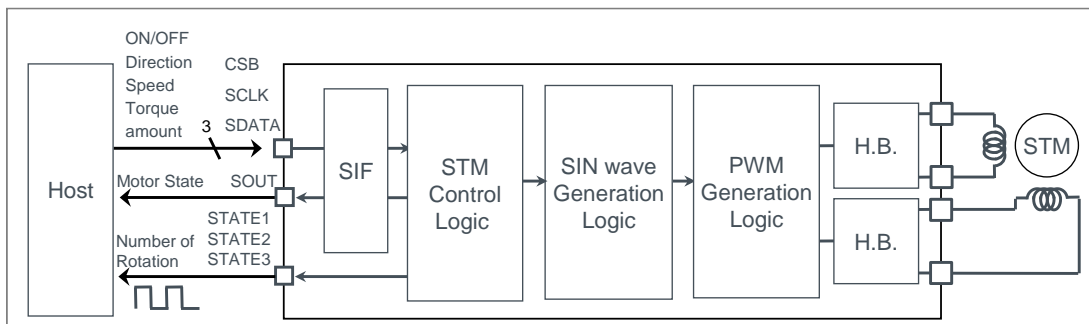 ON/OFF
Direction
Speed
Torque
amount
CSB
SCLK
SDATA
3
Host
Motor State
SOUT
STATE1
STATE2
STATE3
Number of
Rotation
SIF
STM
Control
Logic
SIN wave
Generation
Logic
PWM
Generation
Logic
H.B.
H.B.
STM